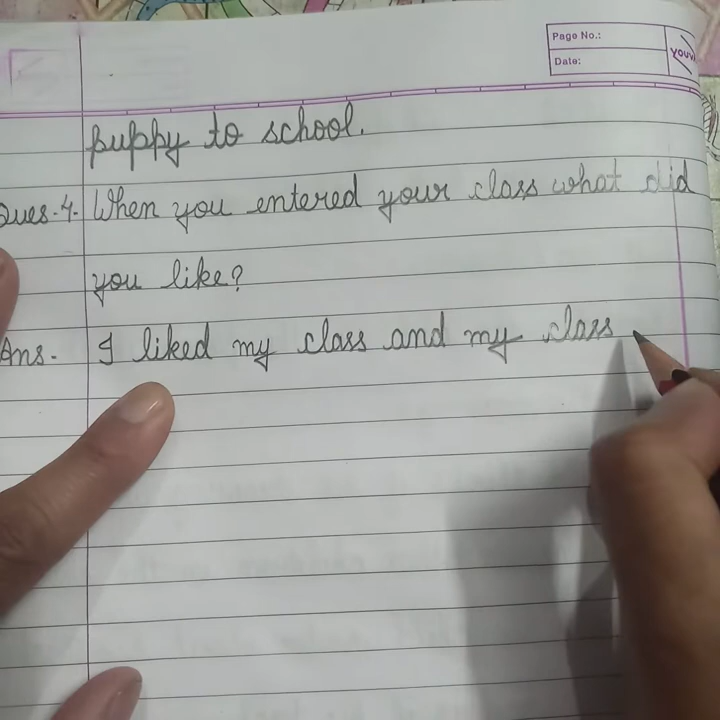 Page No.:
Date:
puppy to school.
Ques.4. When you entered your class what did
you like?
Ans. I liked my class and my class